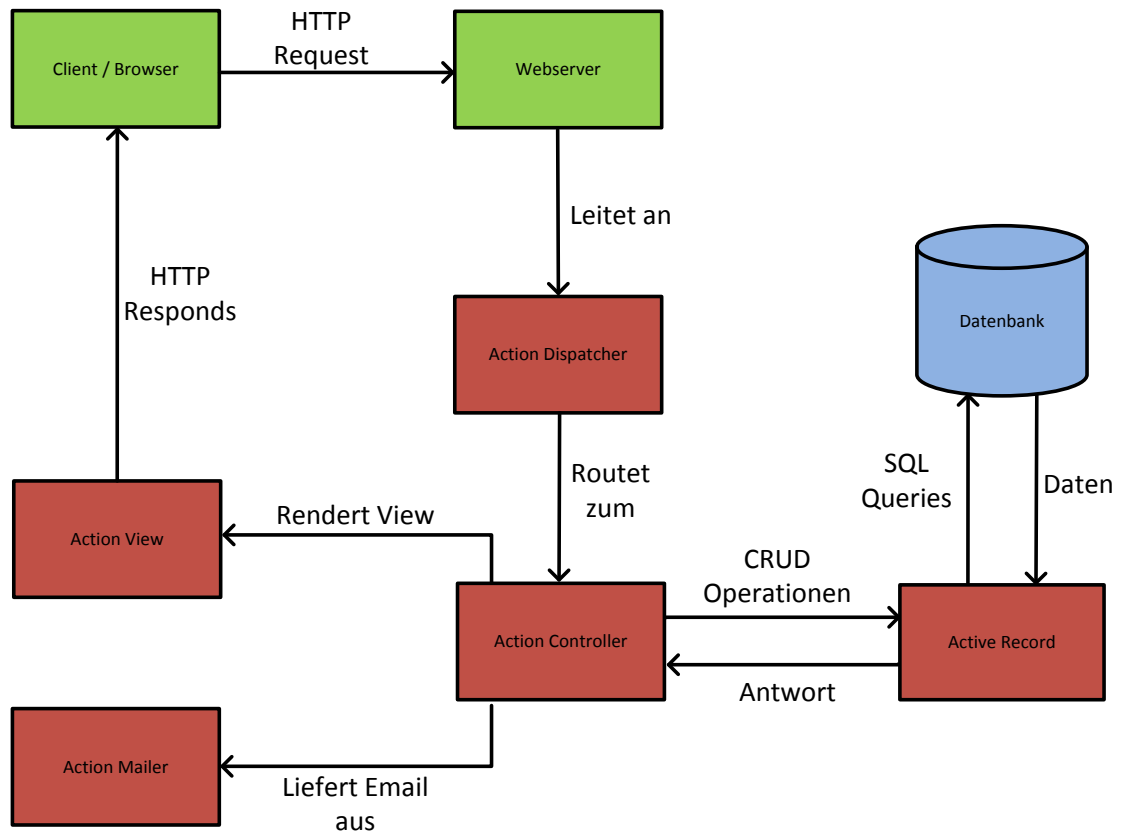 HTTP
Request
Client / Browser
Webserver
Leitet an
HTTP
Responds
Datenbank
Action Dispatcher
SQL
Queries
Daten
Routet
zum
Rendert View
Action View
CRUD
Operationen
Action Controller
Active Record
Antwort
Action Mailer
Liefert Email
aus